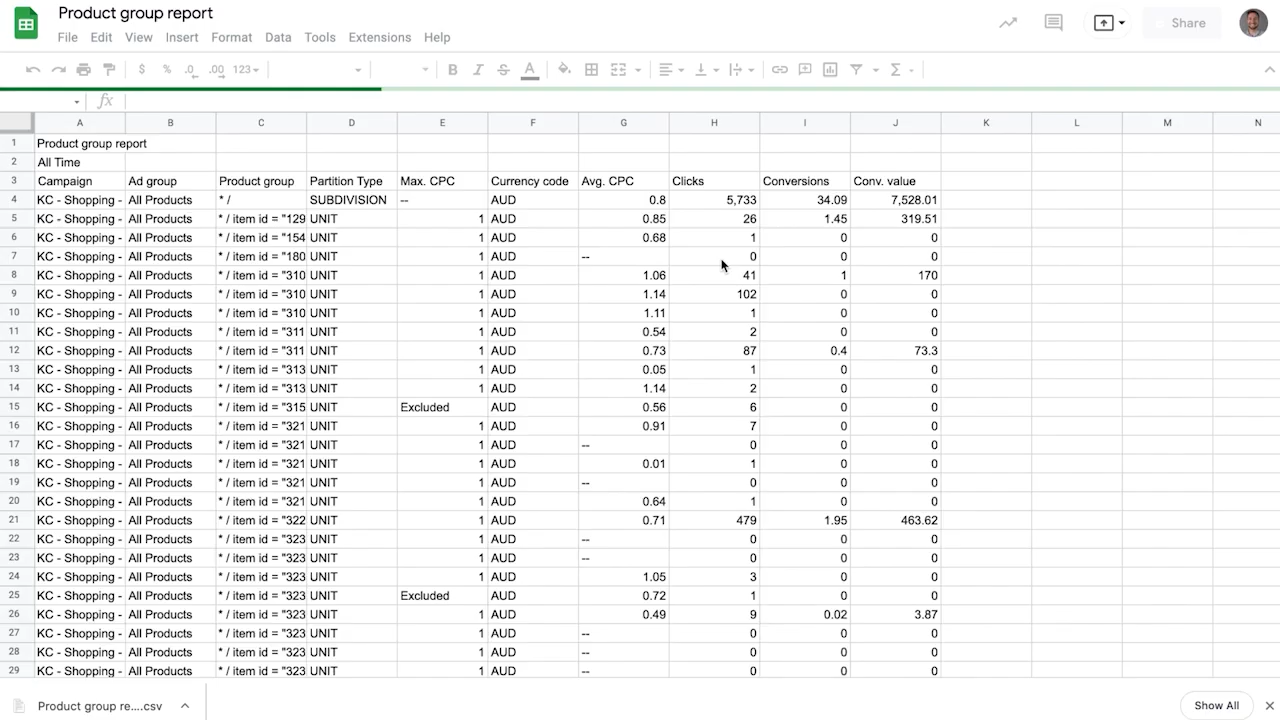 Product group report
File Edit View Insert Format Data Tools Extensions Help
Share
$ % .0 .00 123 B I S A Σ
fx
A B C D E F G H I J K L M N
1 Product group report
2 All Time
3 Campaign Ad group Product group Partition Type Max. CPC Currency code Avg. CPC Clicks Conversions Conv. value
4 KC - Shopping - All Products * / SUBDIVISION -- AUD 0.8 5,733 34.09 7,528.01
5 KC - Shopping - All Products * / item id = "129 UNIT 1 AUD 0.85 26 1.45 319.51
6 KC - Shopping - All Products * / item id = "154 UNIT 1 AUD 0.68 1 0 0
7 KC - Shopping - All Products * / item id = "180 UNIT 1 AUD -- 0 0 0
8 KC - Shopping - All Products * / item id = "310 UNIT 1 AUD 1.06 41 1 170
9 KC - Shopping - All Products * / item id = "310 UNIT 1 AUD 1.14 102 0 0
10 KC - Shopping - All Products * / item id = "310 UNIT 1 AUD 1.11 1 0 0
11 KC - Shopping - All Products * / item id = "311 UNIT 1 AUD 0.54 2 0 0
12 KC - Shopping - All Products * / item id = "311 UNIT 1 AUD 0.73 87 0.4 73.3
13 KC - Shopping - All Products * / item id = "313 UNIT 1 AUD 0.05 1 0 0
14 KC - Shopping - All Products * / item id = "313 UNIT 1 AUD 1.14 2 0 0
15 KC - Shopping - All Products * / item id = "315 UNIT Excluded AUD 0.56 6 0 0
16 KC - Shopping - All Products * / item id = "321 UNIT 1 AUD 0.91 7 0 0
17 KC - Shopping - All Products * / item id = "321 UNIT 1 AUD -- 0 0 0
18 KC - Shopping - All Products * / item id = "321 UNIT 1 AUD 0.01 1 0 0
19 KC - Shopping - All Products * / item id = "321 UNIT 1 AUD -- 0 0 0
20 KC - Shopping - All Products * / item id = "321 UNIT 1 AUD 0.64 1 0 0
21 KC - Shopping - All Products * / item id = "322 UNIT 1 AUD 0.71 479 1.95 463.62
22 KC - Shopping - All Products * / item id = "323 UNIT 1 AUD -- 0 0 0
23 KC - Shopping - All Products * / item id = "323 UNIT 1 AUD -- 0 0 0
24 KC - Shopping - All Products * / item id = "323 UNIT 1 AUD 1.05 3 0 0
25 KC - Shopping - All Products * / item id = "323 UNIT Excluded AUD 0.72 1 0 0
26 KC - Shopping - All Products * / item id = "323 UNIT 1 AUD 0.49 9 0.02 3.87
27 KC - Shopping - All Products * / item id = "323 UNIT 1 AUD -- 0 0 0
28 KC - Shopping - All Products * / item id = "323 UNIT 1 AUD -- 0 0 0
29 KC - Shopping - All Products * / item id = "323 UNIT 1 AUD -- 0 0 0
Product group re....csv Show All